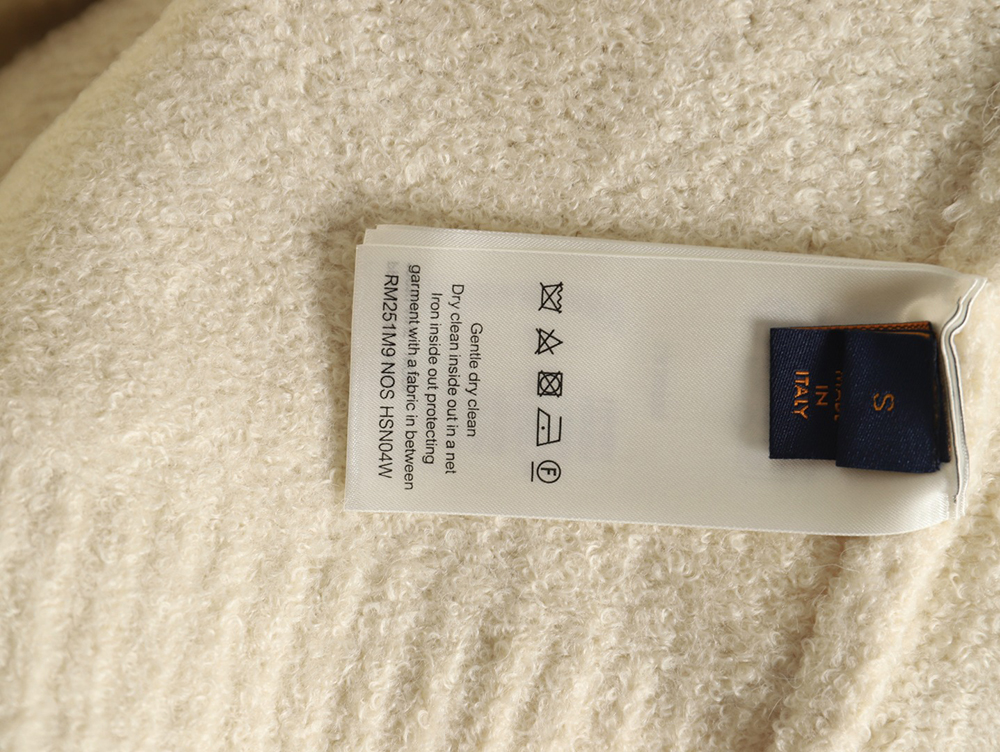 Gentle dry clean
Dry clean inside out in a net
Iron inside out protecting
garment with a fabric in between
RM251M9 NOS HSN04W
S
IN
ITALY